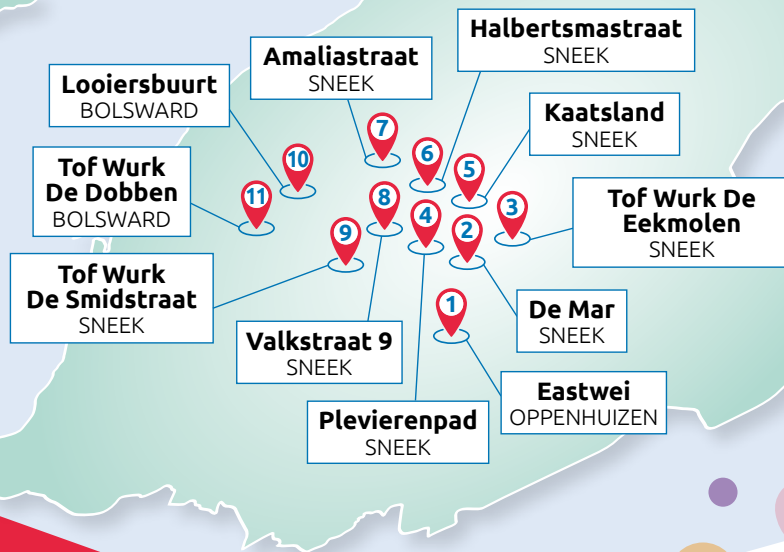 Halbertsmastraat
SNEEK
Amaliastraat
SNEEK
Looiersbuurt
BOLSWARD
Kaatsland
SNEEK
Tof Wurk
De Dobben
BOLSWARD
Tof Wurk De
Eekmolen
SNEEK
Tof Wurk
De Smidstraat
SNEEK
De Mar
SNEEK
Valkstraat 9
SNEEK
Eastwei
OPPENHUIZEN
Plevierenpad
SNEEK
7
6
10
5
11
8
4
3
9
2
1